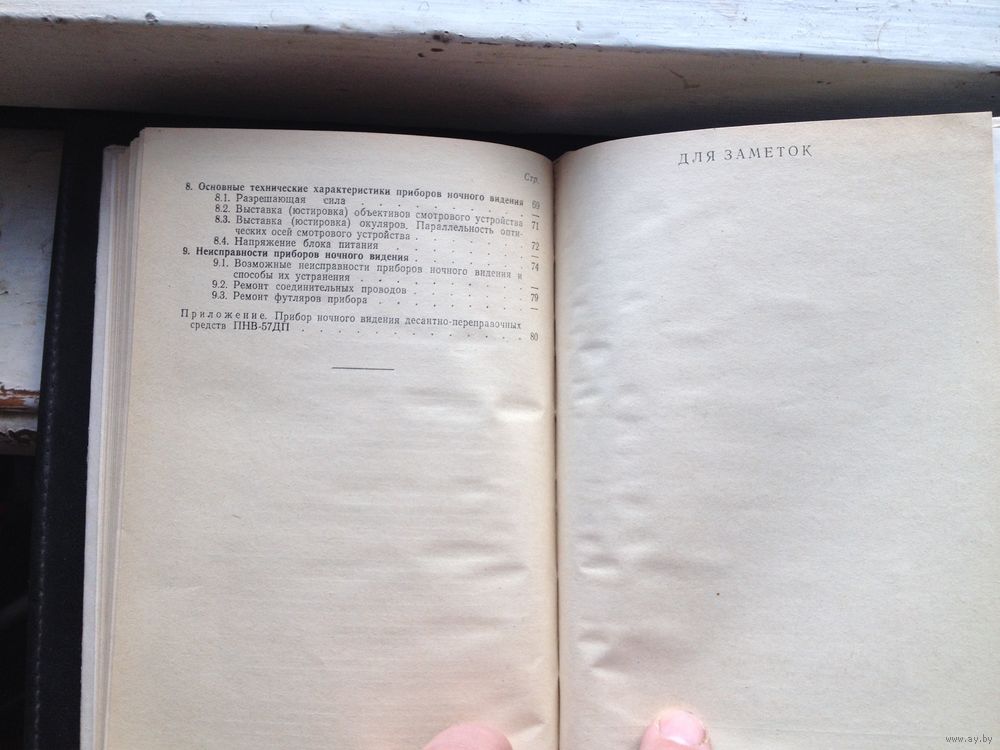 Стр.
8. Основные технические характеристики приборов ночного видения 69
8.1. Разрешающая сила . . . . . . . . . . —
8.2. Выставка (юстировка) объективов смотрового устройства 71
8.3. Выставка (юстировка) окуляров. Параллельность опти-
ческих осей смотрового устройства . . . . . . 72
8.4. Напряжение блока питания . . . . . . . —
9. Неисправности приборов ночного видения . . . . . 74
9.1. Возможные неисправности приборов ночного видения и
способы их устранения . . . . . . . . —
9.2. Ремонт соединительных проводов . . . . . . 79
9.3. Ремонт футляров прибора . . . . . . . —
Приложение. Прибор ночного видения десантно-переправочных
средств ПНВ-57ДП . . . . . . . . . . 80
ДЛЯ ЗАМЕТОК
www.ay.by